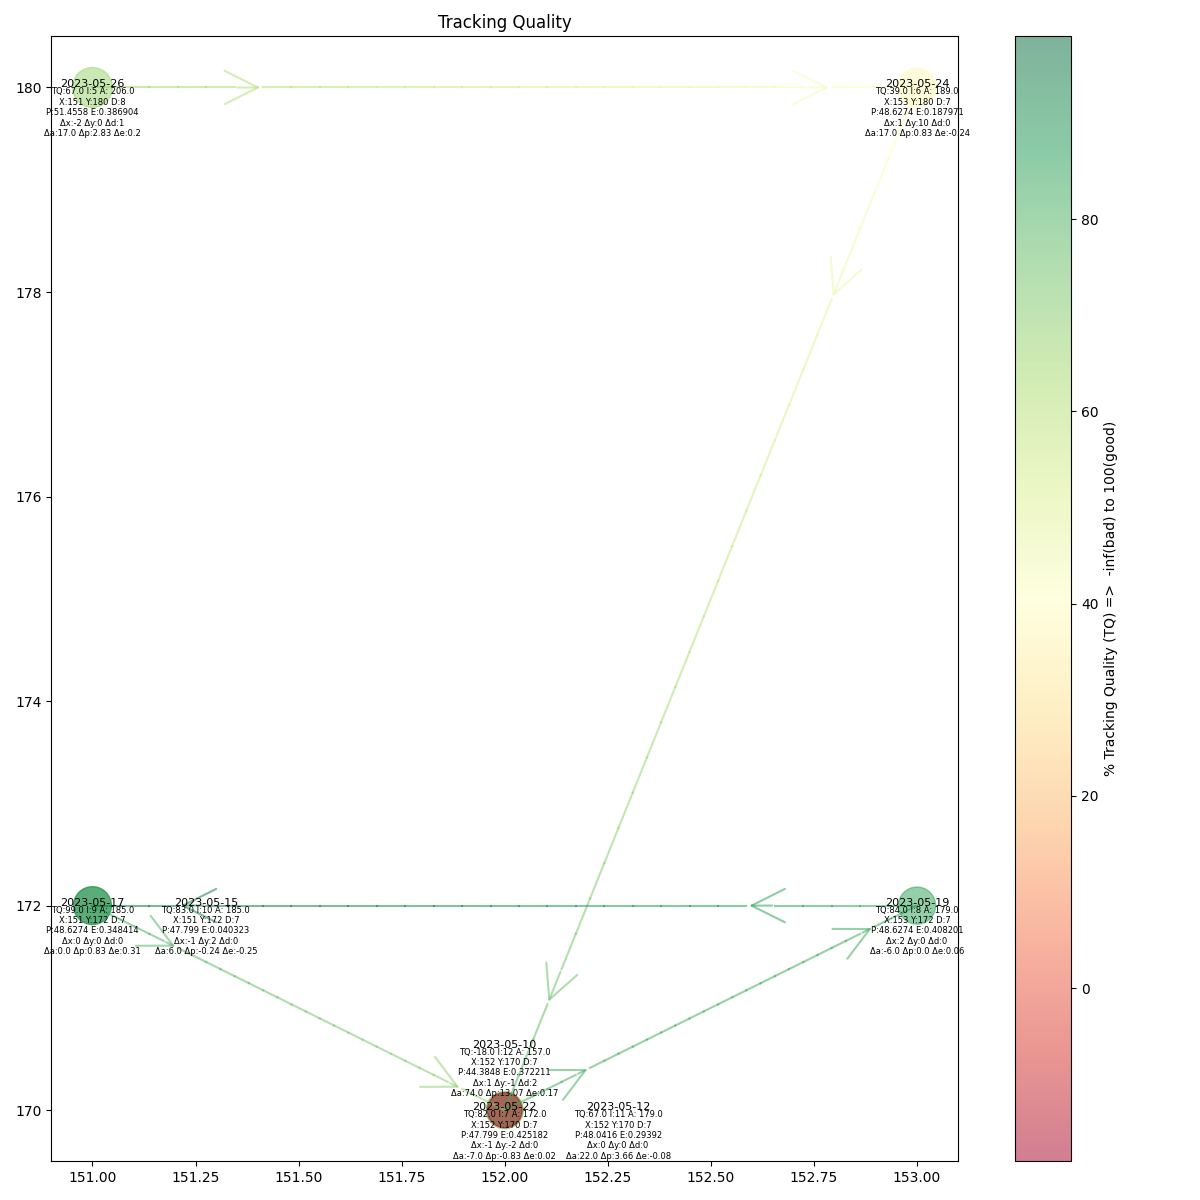 Tracking Quality
2023-05-26
TQ:67.0 I:5 A: 206.0
X:151 Y:180 D:8
P:51.4558 E:0.386904
Δx:-2 Δy:0 Δd:1
Δa:17.0 Δp:2.83 Δe:0.2
2023-05-24
TQ:39.0 I:6 A: 189.0
X:153 Y:180 D:7
P:48.6274 E:0.187971
Δx:1 Δy:10 Δd:0
Δa:17.0 Δp:0.83 Δe:-0.24
2023-05-17
TQ:99.0 I:9 A: 185.0
X:151 Y:172 D:7
P:48.6274 E:0.348414
Δx:0 Δy:0 Δd:0
Δa:0.0 Δp:0.83 Δe:0.31
2023-05-15
TQ:83.0 I:10 A: 185.0
X:151 Y:172 D:7
P:47.799 E:0.040323
Δx:-1 Δy:2 Δd:0
Δa:6.0 Δp:-0.24 Δe:-0.25
2023-05-19
TQ:84.0 I:8 A: 179.0
X:153 Y:172 D:7
P:48.6274 E:0.408201
Δx:2 Δy:0 Δd:0
Δa:-6.0 Δp:0.0 Δe:0.06
2023-05-10
TQ:-18.0 I:12 A: 157.0
X:152 Y:170 D:7
P:44.3848 E:0.372211
Δx:1 Δy:-1 Δd:2
Δa:74.0 Δp:13.07 Δe:0.17
2023-05-22
TQ:82.0 I:7 A: 172.0
X:152 Y:170 D:7
P:47.799 E:0.425182
Δx:-1 Δy:-2 Δd:0
Δa:-7.0 Δp:-0.83 Δe:0.02
2023-05-12
TQ:67.0 I:11 A: 179.0
X:152 Y:170 D:7
P:48.0416 E:0.29392
Δx:0 Δy:0 Δd:0
Δa:22.0 Δp:3.66 Δe:-0.08
180
178
176
174
172
170
151.00
151.25
151.50
151.75
152.00
152.25
152.50
152.75
153.00
80
60
40
20
0
% Tracking Quality (TQ) => -inf(bad) to 100(good)